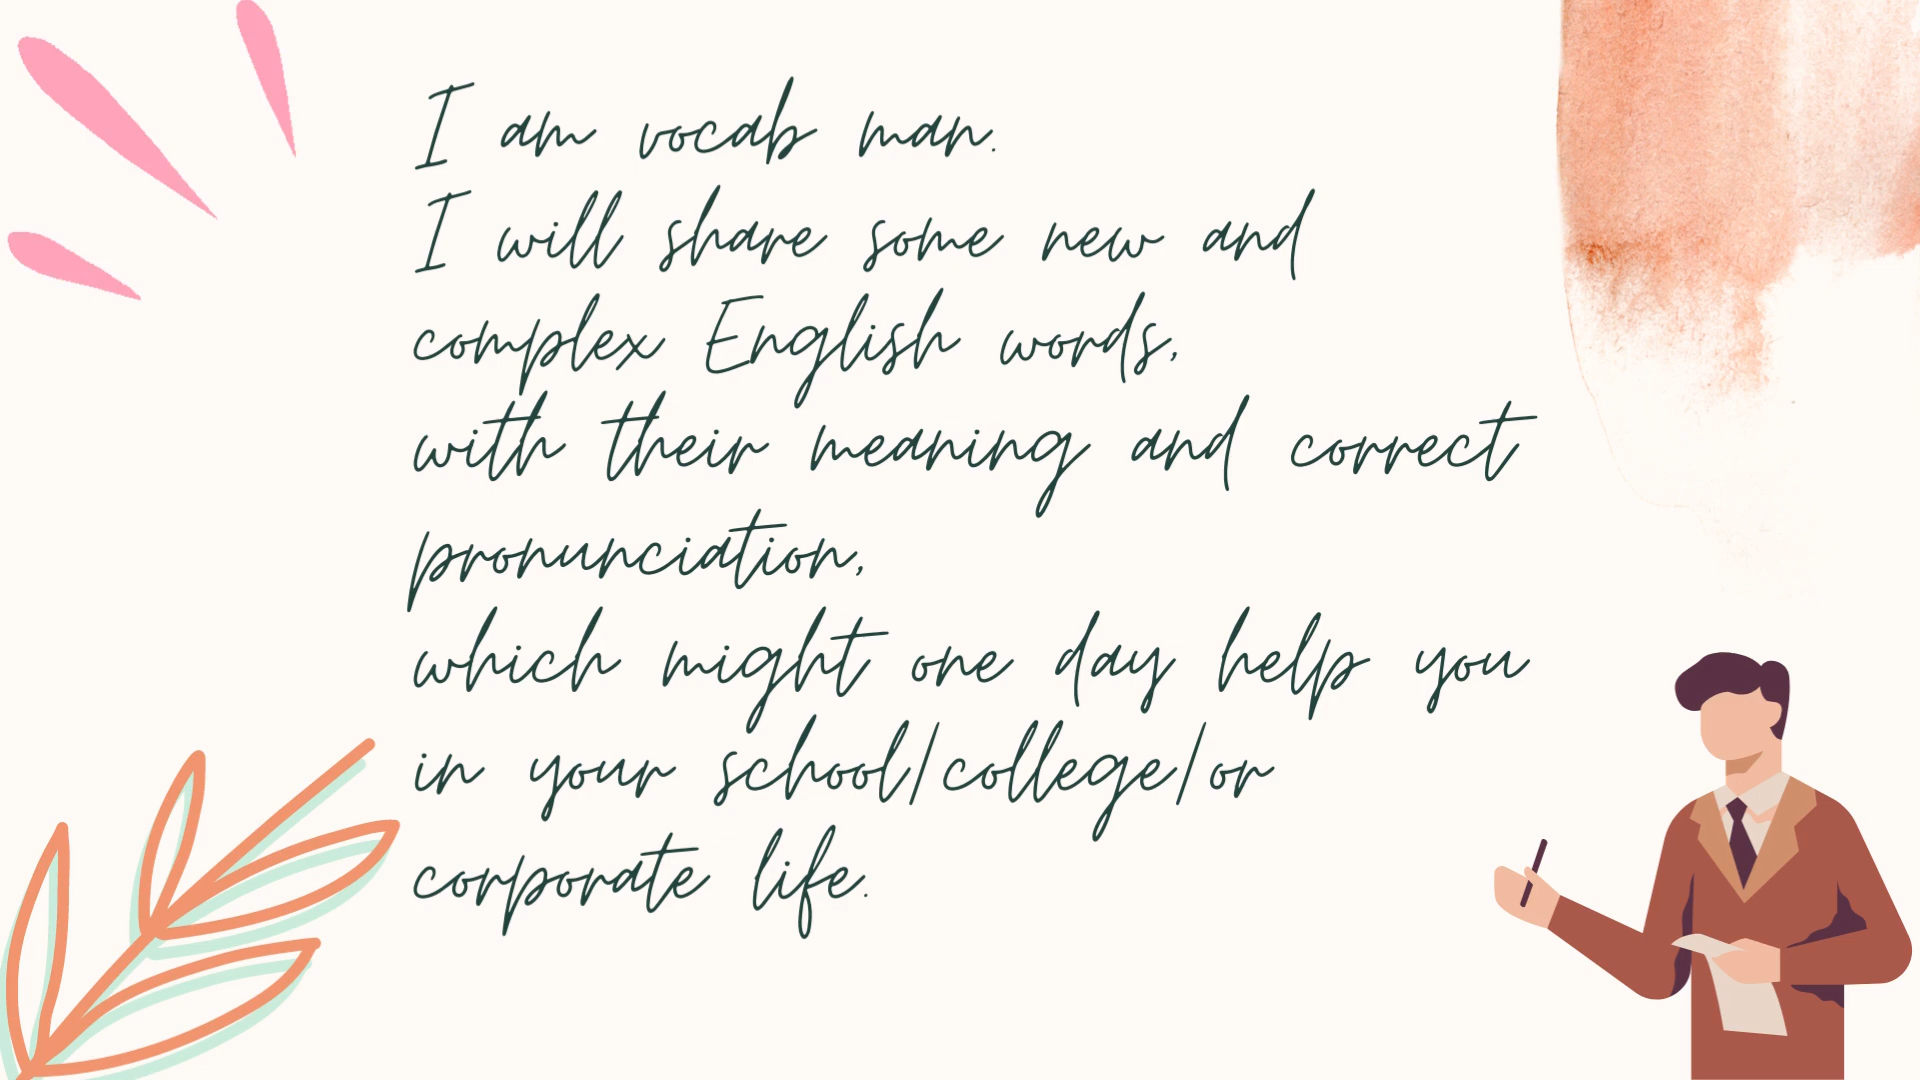 I am vocab man.
I will share some new and
complex English words,
with their meaning and correct
pronunciation,
which might one day help you
in your school/college/or
corporate life.